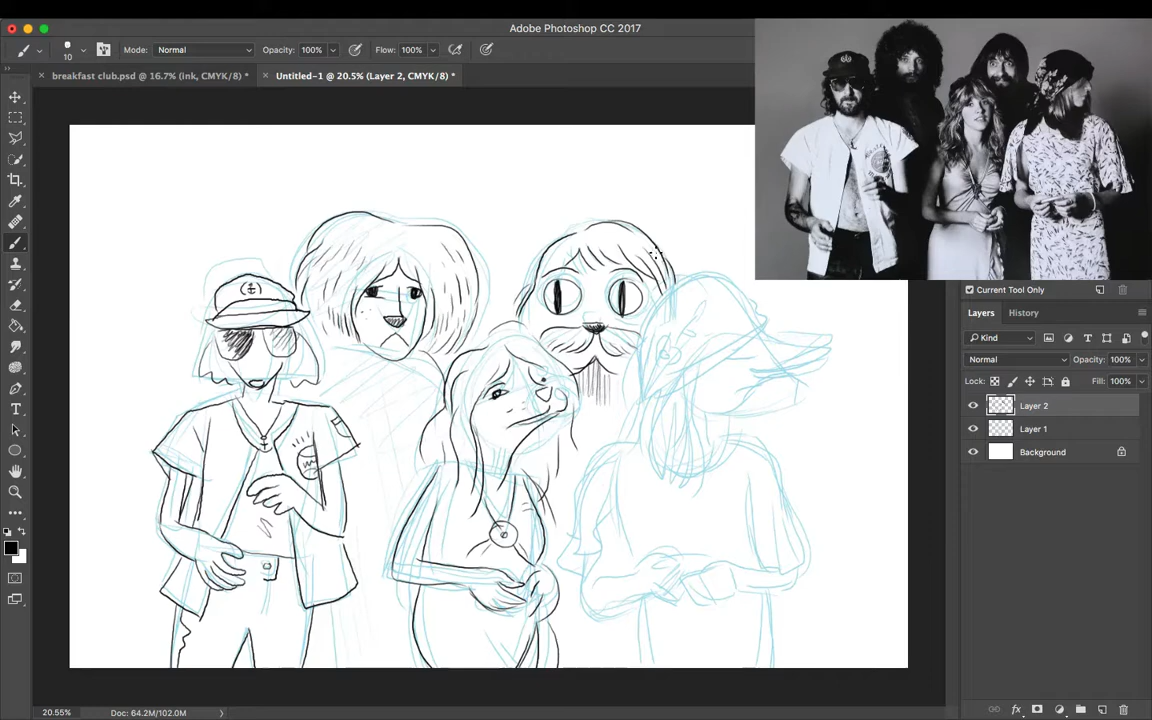 Adobe Photoshop CC 2017
10
Mode: Normal
Opacity: 100%
Flow: 100%
breakfast club.psd @ 16.7% (ink, CMYK/8) *
Untitled-1 @ 20.5% (Layer 2, CMYK/8) *
Current Tool Only
Layers
History
Kind
Normal
Opacity: 100%
Lock:
Fill: 100%
Layer 2
Layer 1
Background
20.55%
Doc: 64.2M/102.0M